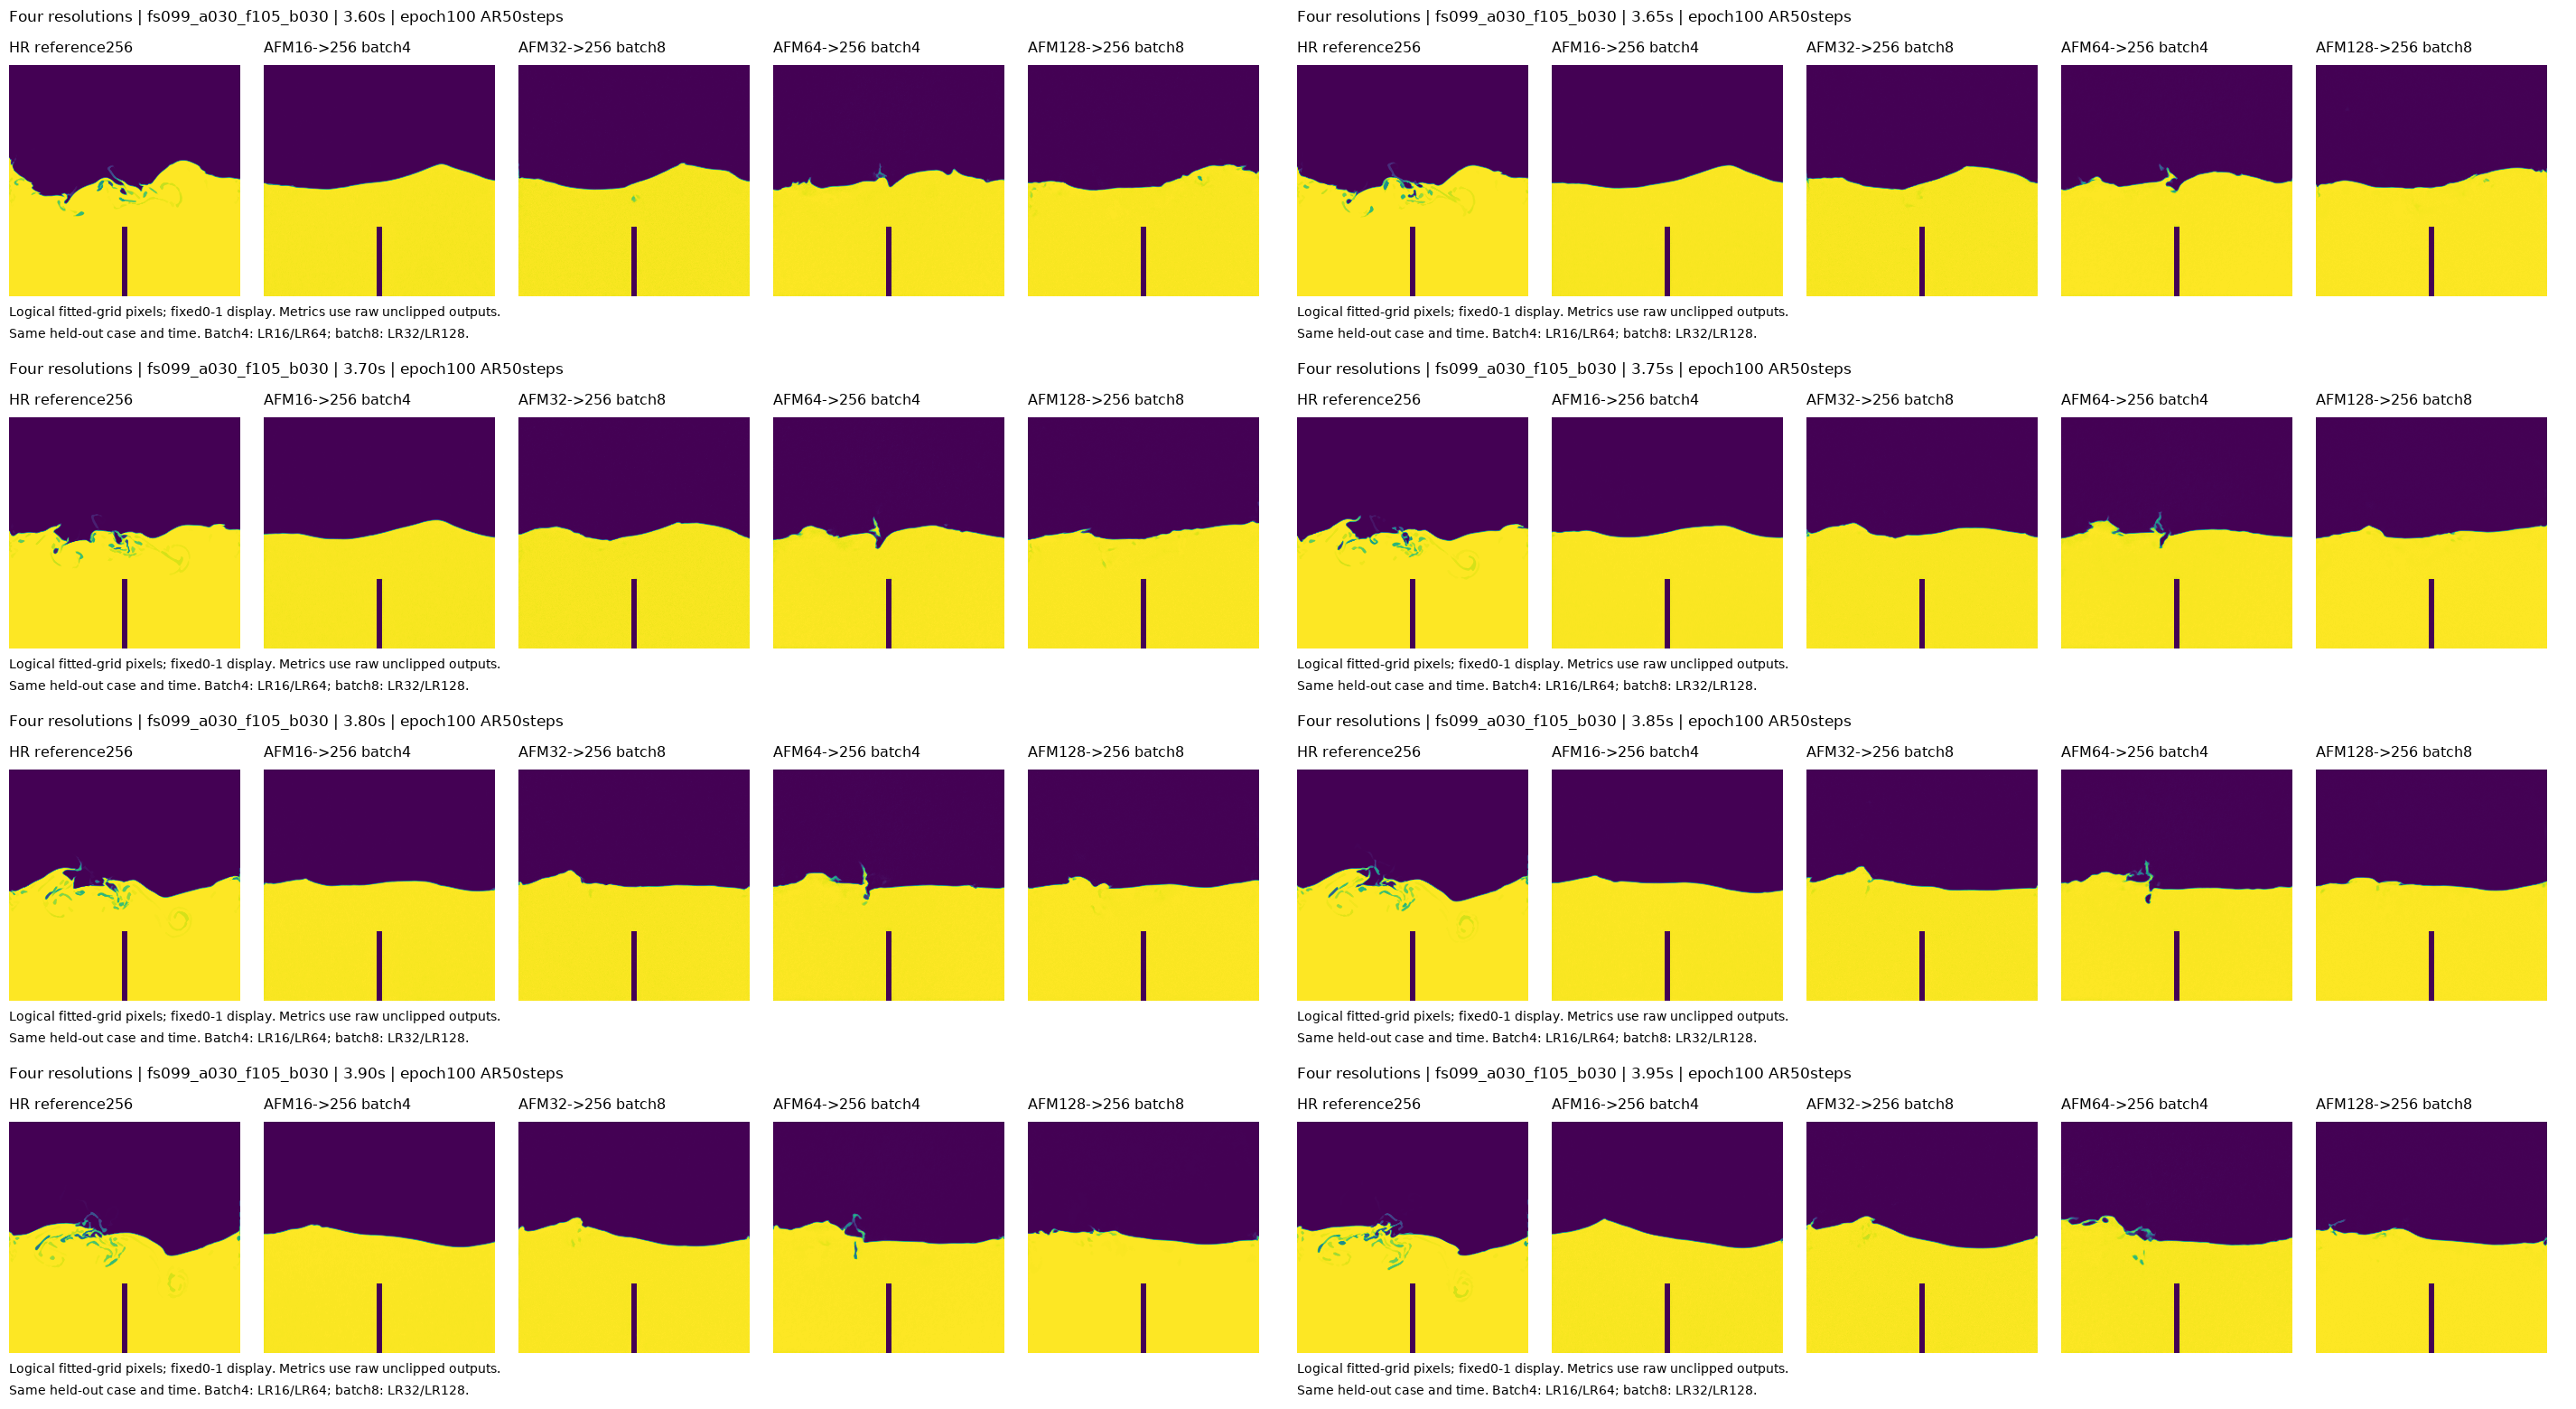 Four resolutions | fs099_a030_f105_b030 | 3.60s | epoch100 AR50steps
HR reference256 AFM16->256 batch4 AFM32->256 batch8 AFM64->256 batch4 AFM128->256 batch8
Logical fitted-grid pixels; fixed0-1 display. Metrics use raw unclipped outputs.
Same held-out case and time. Batch4: LR16/LR64; batch8: LR32/LR128.
Four resolutions | fs099_a030_f105_b030 | 3.65s | epoch100 AR50steps
HR reference256 AFM16->256 batch4 AFM32->256 batch8 AFM64->256 batch4 AFM128->256 batch8
Logical fitted-grid pixels; fixed0-1 display. Metrics use raw unclipped outputs.
Same held-out case and time. Batch4: LR16/LR64; batch8: LR32/LR128.
Four resolutions | fs099_a030_f105_b030 | 3.70s | epoch100 AR50steps
HR reference256 AFM16->256 batch4 AFM32->256 batch8 AFM64->256 batch4 AFM128->256 batch8
Logical fitted-grid pixels; fixed0-1 display. Metrics use raw unclipped outputs.
Same held-out case and time. Batch4: LR16/LR64; batch8: LR32/LR128.
Four resolutions | fs099_a030_f105_b030 | 3.75s | epoch100 AR50steps
HR reference256 AFM16->256 batch4 AFM32->256 batch8 AFM64->256 batch4 AFM128->256 batch8
Logical fitted-grid pixels; fixed0-1 display. Metrics use raw unclipped outputs.
Same held-out case and time. Batch4: LR16/LR64; batch8: LR32/LR128.
Four resolutions | fs099_a030_f105_b030 | 3.80s | epoch100 AR50steps
HR reference256 AFM16->256 batch4 AFM32->256 batch8 AFM64->256 batch4 AFM128->256 batch8
Logical fitted-grid pixels; fixed0-1 display. Metrics use raw unclipped outputs.
Same held-out case and time. Batch4: LR16/LR64; batch8: LR32/LR128.
Four resolutions | fs099_a030_f105_b030 | 3.85s | epoch100 AR50steps
HR reference256 AFM16->256 batch4 AFM32->256 batch8 AFM64->256 batch4 AFM128->256 batch8
Logical fitted-grid pixels; fixed0-1 display. Metrics use raw unclipped outputs.
Same held-out case and time. Batch4: LR16/LR64; batch8: LR32/LR128.
Four resolutions | fs099_a030_f105_b030 | 3.90s | epoch100 AR50steps
HR reference256 AFM16->256 batch4 AFM32->256 batch8 AFM64->256 batch4 AFM128->256 batch8
Logical fitted-grid pixels; fixed0-1 display. Metrics use raw unclipped outputs.
Same held-out case and time. Batch4: LR16/LR64; batch8: LR32/LR128.
Four resolutions | fs099_a030_f105_b030 | 3.95s | epoch100 AR50steps
HR reference256 AFM16->256 batch4 AFM32->256 batch8 AFM64->256 batch4 AFM128->256 batch8
Logical fitted-grid pixels; fixed0-1 display. Metrics use raw unclipped outputs.
Same held-out case and time. Batch4: LR16/LR64; batch8: LR32/LR128.